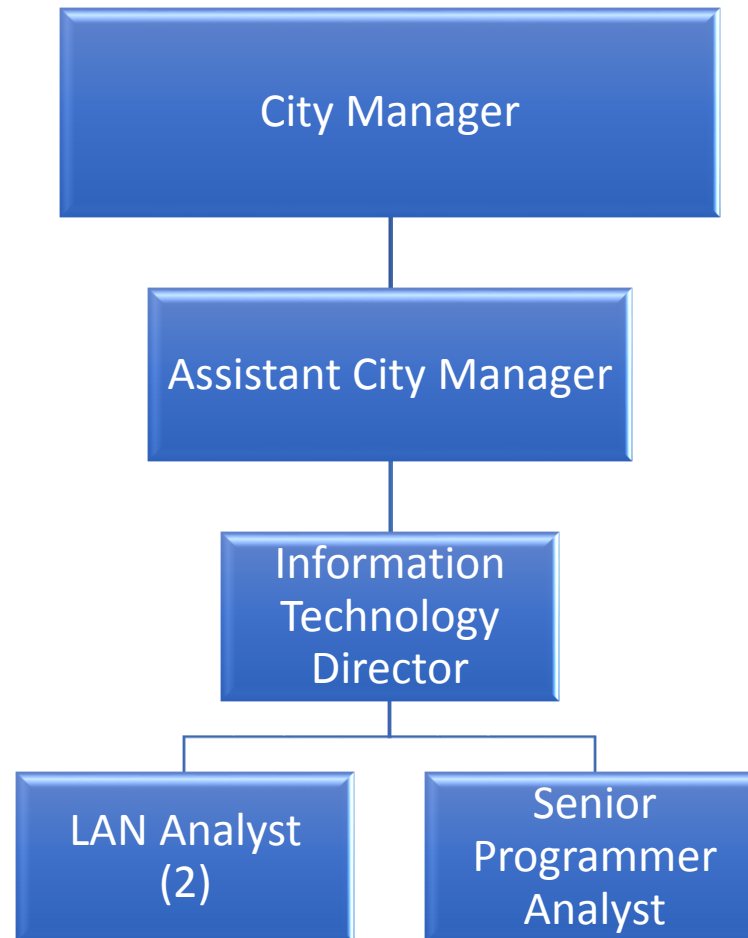 City Manager
Assistant City Manager
Information
Technology
Director
LAN Analyst
(2)
Senior
Programmer
Analyst